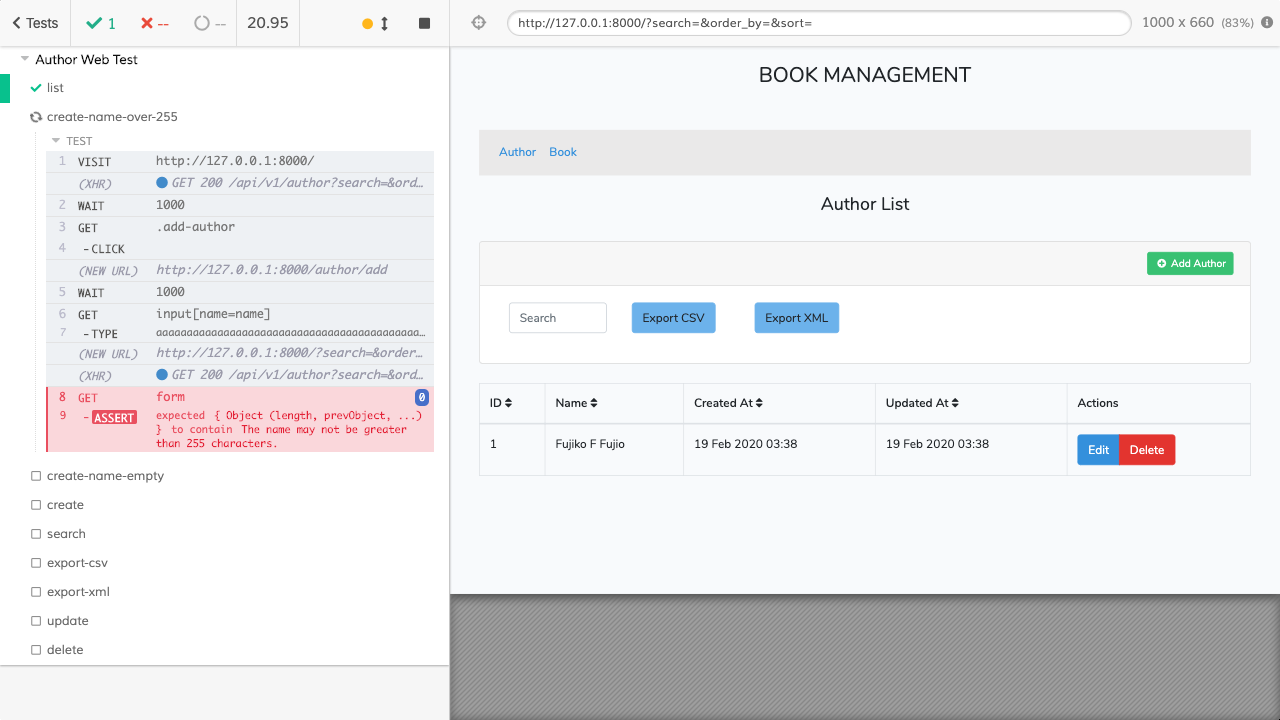 Tests
1
--
--
20.95
http://127.0.0.1:8000/?search=&order_by=&sort=
1000 x 660 (83%)
Author Web Test
list
create-name-over-255
TEST
1 VISIT http://127.0.0.1:8000/
(XHR) GET 200 /api/v1/author?search=&ord…
2 WAIT 1000
3 GET .add-author
4 -CLICK
(NEW URL) http://127.0.0.1:8000/author/add
5 WAIT 1000
6 GET input[name=name]
7 -TYPE aaaaaaaaaaaaaaaaaaaaaaaaaaaaaaaaaaaaaaaaaaaa…
(NEW URL) http://127.0.0.1:8000/?search=&order…
(XHR) GET 200 /api/v1/author?search=&ord…
8 GET form 0
9 -ASSERT expected { Object (length, prevObject, ...)
} to contain The name may not be greater
than 255 characters.
create-name-empty
create
search
export-csv
export-xml
update
delete
BOOK MANAGEMENT
Author Book
Author List
Add Author
Search Export CSV Export XML
ID Name Created At Updated At Actions
1 Fujiko F Fujio 19 Feb 2020 03:38 19 Feb 2020 03:38 Edit Delete